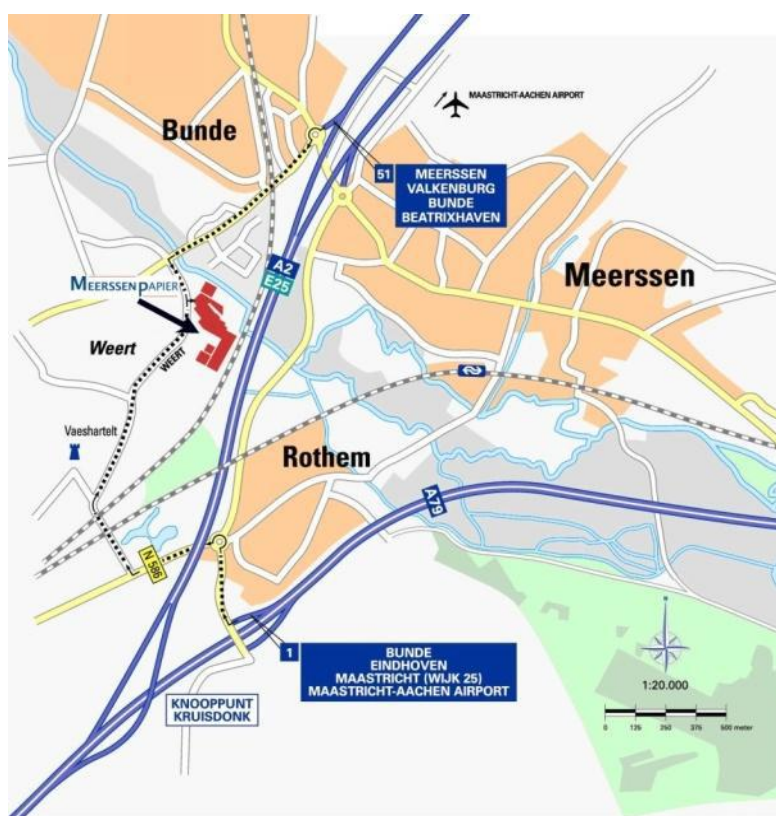 MAASTRICHT-AACHEN AIRPORT
Bunde
51
MEERSSEN
VALKENBURG
BUNDE
BEATRIXHAVEN
A2
E25
Meerssen
MEERSSEN PAPIER
Weert
WEERT
Vaeshartelt
Rothem
A79
N 586
1
BUNDE
EINDHOVEN
MAASTRICHT (WIJK 25)
MAASTRICHT-AACHEN AIRPORT
KNOOPPUNT
KRUISDONK
1:20.000
0 125 250 375 500 meter